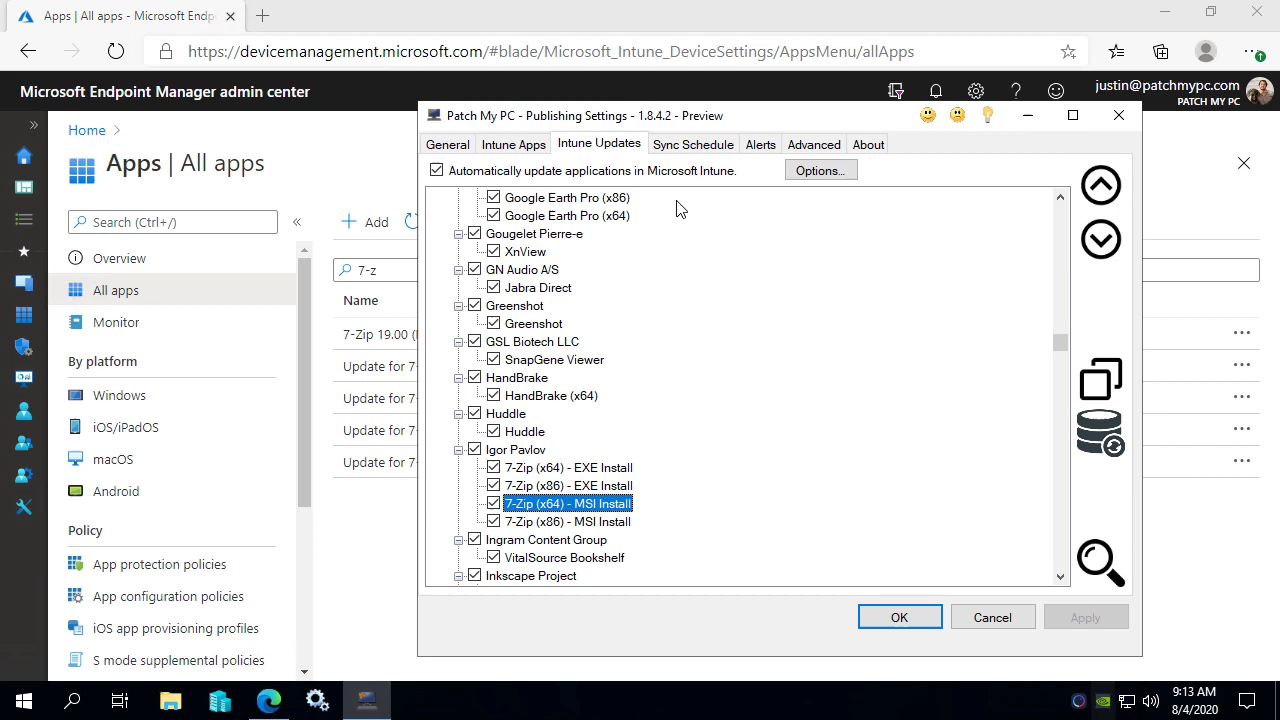 Apps | All apps - Microsoft Endp
https://devicemanagement.microsoft.com/#blade/Microsoft_Intune_DeviceSettings/AppsMenu/allApps
Microsoft Endpoint Manager admin center
justin@patchmypc.com
PATCH MY PC
Home
Apps | All apps
Search (Ctrl+/)
Overview
All apps
Monitor
By platform
Windows
iOS/iPadOS
macOS
Android
Policy
App protection policies
App configuration policies
iOS app provisioning profiles
S mode supplemental policies
Add
7-z
Name
7-Zip 19.00
Update for 7-
Update for 7-
Update for 7-
Update for 7-
Patch My PC - Publishing Settings - 1.8.4.2 - Preview
General Intune Apps Intune Updates Sync Schedule Alerts Advanced About
Automatically update applications in Microsoft Intune. Options...
Google Earth Pro (x86)
Google Earth Pro (x64)
Gougelet Pierre-e
XnView
GN Audio A/S
Jabra Direct
Greenshot
Greenshot
GSL Biotech LLC
SnapGene Viewer
HandBrake
HandBrake (x64)
Huddle
Huddle
Igor Pavlov
7-Zip (x64) - EXE Install
7-Zip (x86) - EXE Install
7-Zip (x64) - MSI Install
7-Zip (x86) - MSI Install
Ingram Content Group
VitalSource Bookshelf
Inkscape Project
OK Cancel Apply
9:13 AM
8/4/2020